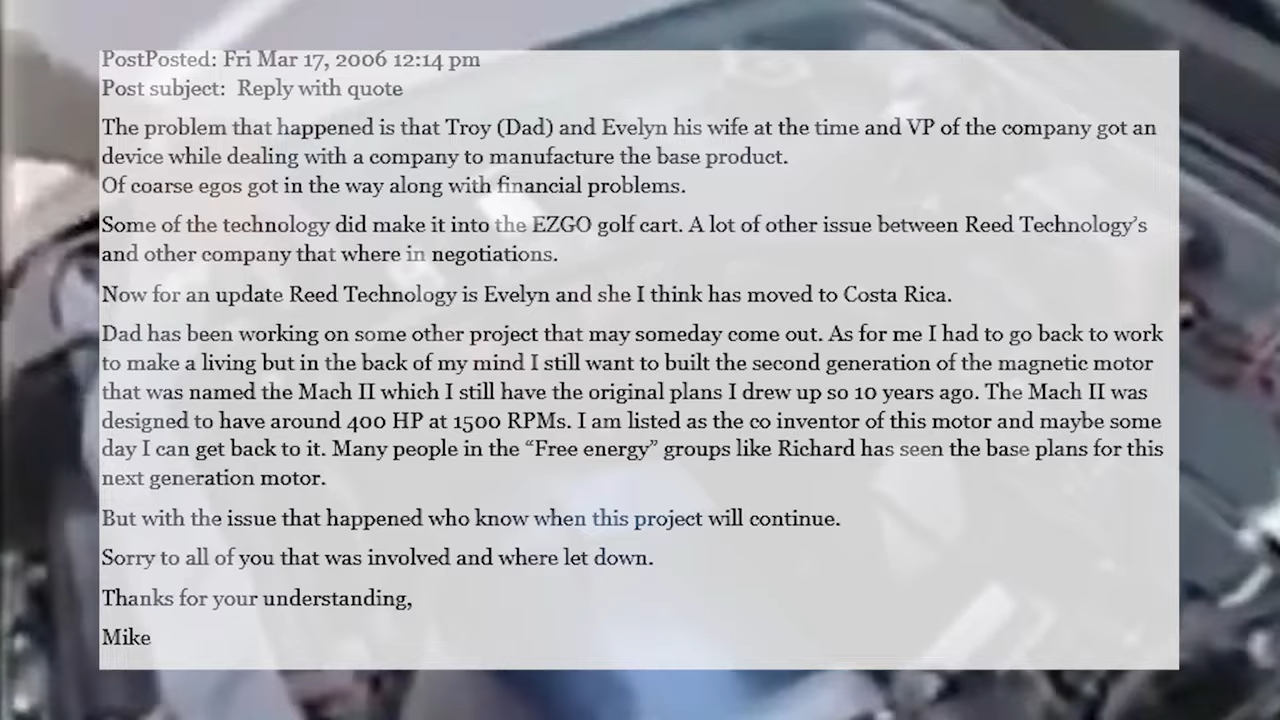 PostPosted: Fri Mar 17, 2006 12:14 pm
Post subject:  Reply with quote
The problem that happened is that Troy (Dad) and Evelyn his wife at the time and VP of the company got an
device while dealing with a company to manufacture the base product.
Of coarse egos got in the way along with financial problems.
Some of the technology did make it into the EZGO golf cart. A lot of other issue between Reed Technology’s
and other company that where in negotiations.
Now for an update Reed Technology is Evelyn and she I think has moved to Costa Rica.
Dad has been working on some other project that may someday come out. As for me I had to go back to work
to make a living but in the back of my mind I still want to built the second generation of the magnetic motor
that was named the Mach II which I still have the original plans I drew up so 10 years ago. The Mach II was
designed to have around 400 HP at 1500 RPMs. I am listed as the co inventor of this motor and maybe some
day I can get back to it. Many people in the “Free energy” groups like Richard has seen the base plans for this
next generation motor.
But with the issue that happened who know when this project will continue.
Sorry to all of you that was involved and where let down.
Thanks for your understanding,
Mike